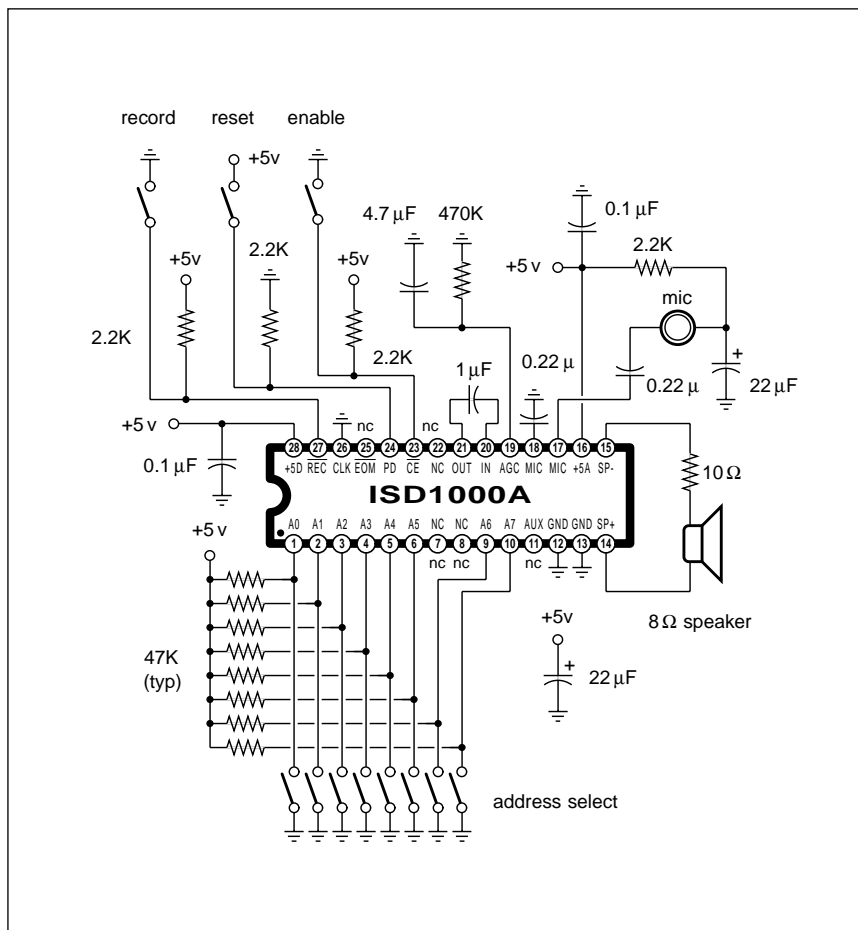 record reset enable
+5v
4.7 µF 470K
0.1 µF
2.2K
+5v
2.2K
+5v
+5 v
mic
2.2K
2.2K
1 µF
0.22 µ
0.22 µ
+
22 µF
+5 v
nc
nc
0.1 µF
28 27 26 25 24 23 22 21 20 19 18 17 16 15
+5D REC CLK EOM PD CE NC OUT IN AGC MIC MIC +5A SP-
10 Ω
ISD1000A
A0 A1 A2 A3 A4 A5 NC NC A6 A7 AUX GND GND SP+
1 2 3 4 5 6 7 8 9 10 11 12 13 14
+5 v
nc nc nc
8 Ω speaker
+5v
47K
(typ)
+
22 µF
address select